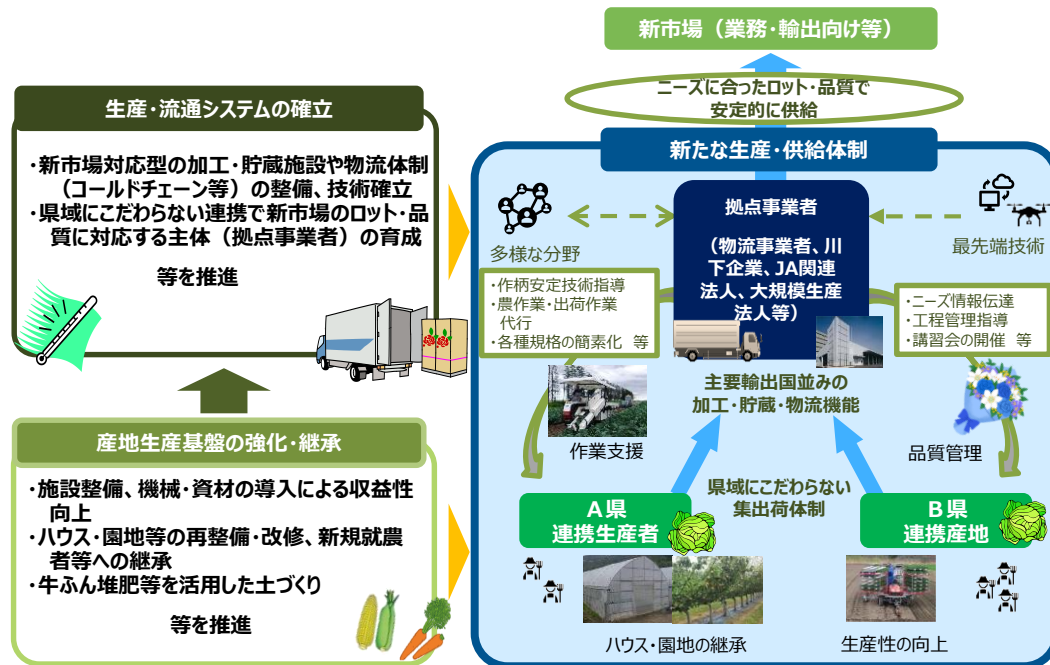 新市場（業務・輸出向け等）
ニーズに合ったロット・品質で
安定的に供給
生産・流通システムの確立
・新市場対応型の加工・貯蔵施設や物流体制
（コールドチェーン等）の整備、技術確立
・県域にこだわらない連携で新市場のロット・品
質に対応する主体（拠点事業者）の育成
等を推進
産地生産基盤の強化・継承
・施設整備、機械・資材の導入による収益性
向上
・ハウス・園地等の再整備・改修、新規就農
者等への継承
・牛ふん堆肥等を活用した土づくり
等を推進
新たな生産・供給体制
拠点事業者
（物流事業者、川
下企業、JA関連
法人、大規模生産
法人等）
多様な分野
最先端技術
・作柄安定技術指導
・農作業・出荷作業
代行
・各種規格の簡素化 等
・ニーズ情報伝達
・工程管理指導
・講習会の開催 等
主要輸出国並みの
加工・貯蔵・物流機能
作業支援
品質管理
県域にこだわらない
集出荷体制
A県
連携生産者
B県
連携産地
ハウス・園地の継承
生産性の向上